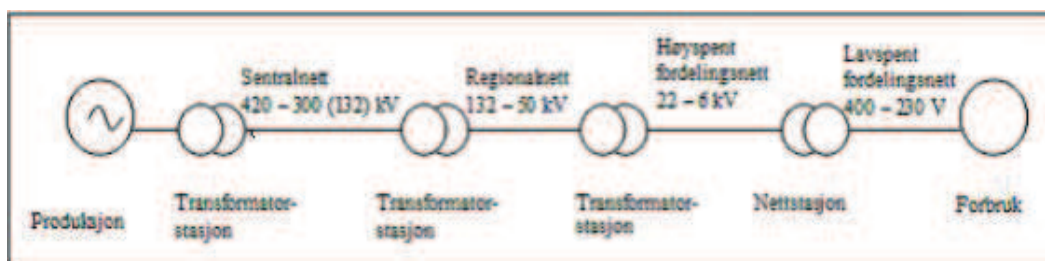 Sentralnett
420 – 300 (132) kV
Regionalnett
132 – 50 kV
Høyspent
fordelingsnett
22 – 6 kV
Lavspent
fordelingsnett
400 – 230 V
Produksjon
Transformator-
stasjon
Transformator-
stasjon
Transformator-
stasjon
Nettstasjon
Forbruk